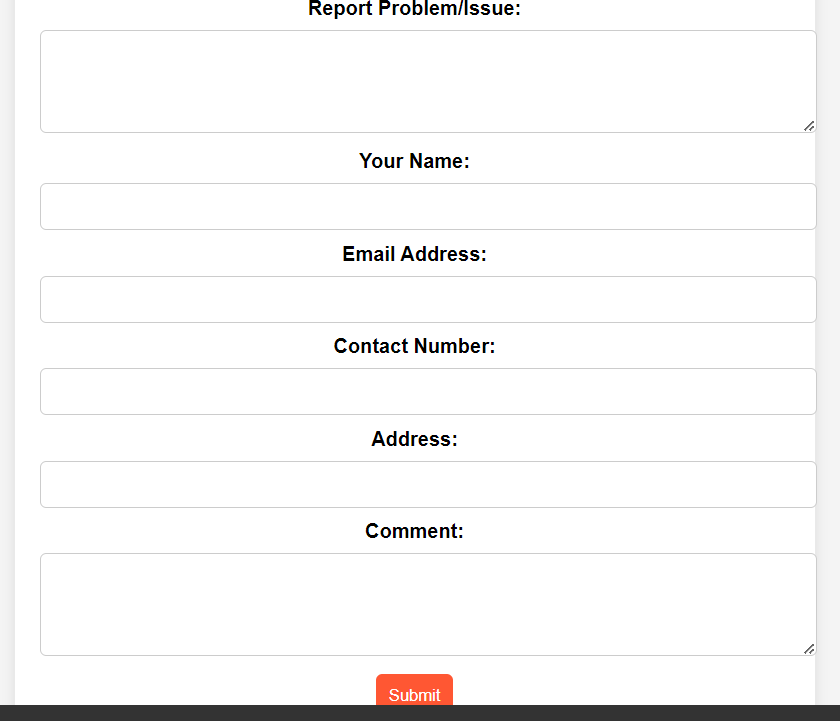 Report Problem/Issue:
Your Name:
Email Address:
Contact Number:
Address:
Comment:
Submit